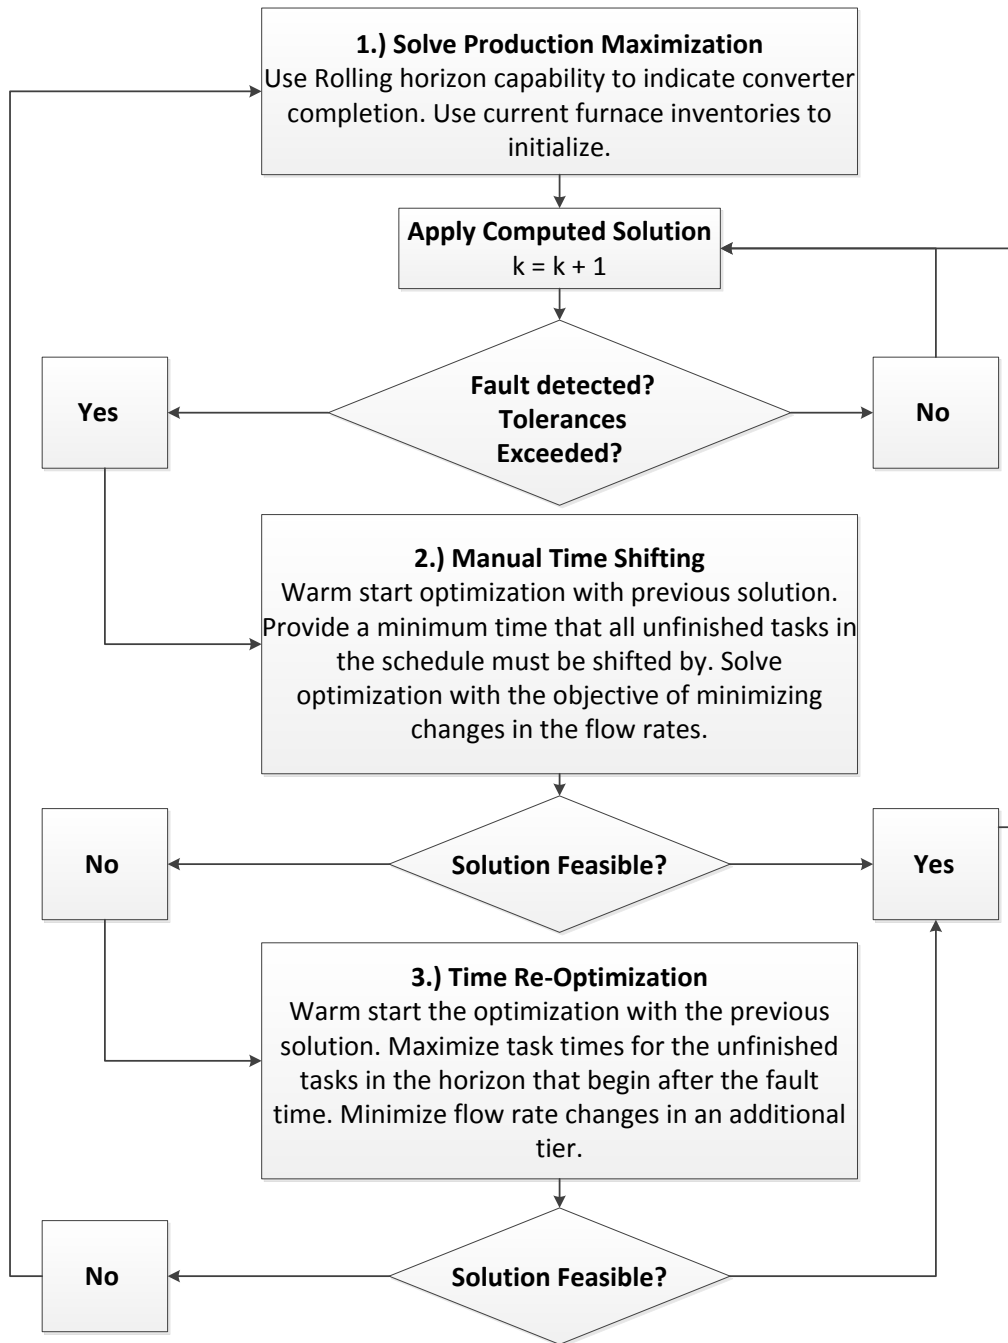 1.) Solve Production Maximization
Use Rolling horizon capability to indicate converter
completion. Use current furnace inventories to
initialize.
Apply Computed Solution
k = k + 1
Yes
Fault detected?
Tolerances
Exceeded?
No
2.) Manual Time Shifting
Warm start optimization with previous solution.
Provide a minimum time that all unfinished tasks in
the schedule must be shifted by. Solve
optimization with the objective of minimizing
changes in the flow rates.
No
Solution Feasible?
Yes
3.) Time Re-Optimization
Warm start the optimization with the previous
solution. Maximize task times for the unfinished
tasks in the horizon that begin after the fault
time. Minimize flow rate changes in an additional
tier.
No
Solution Feasible?